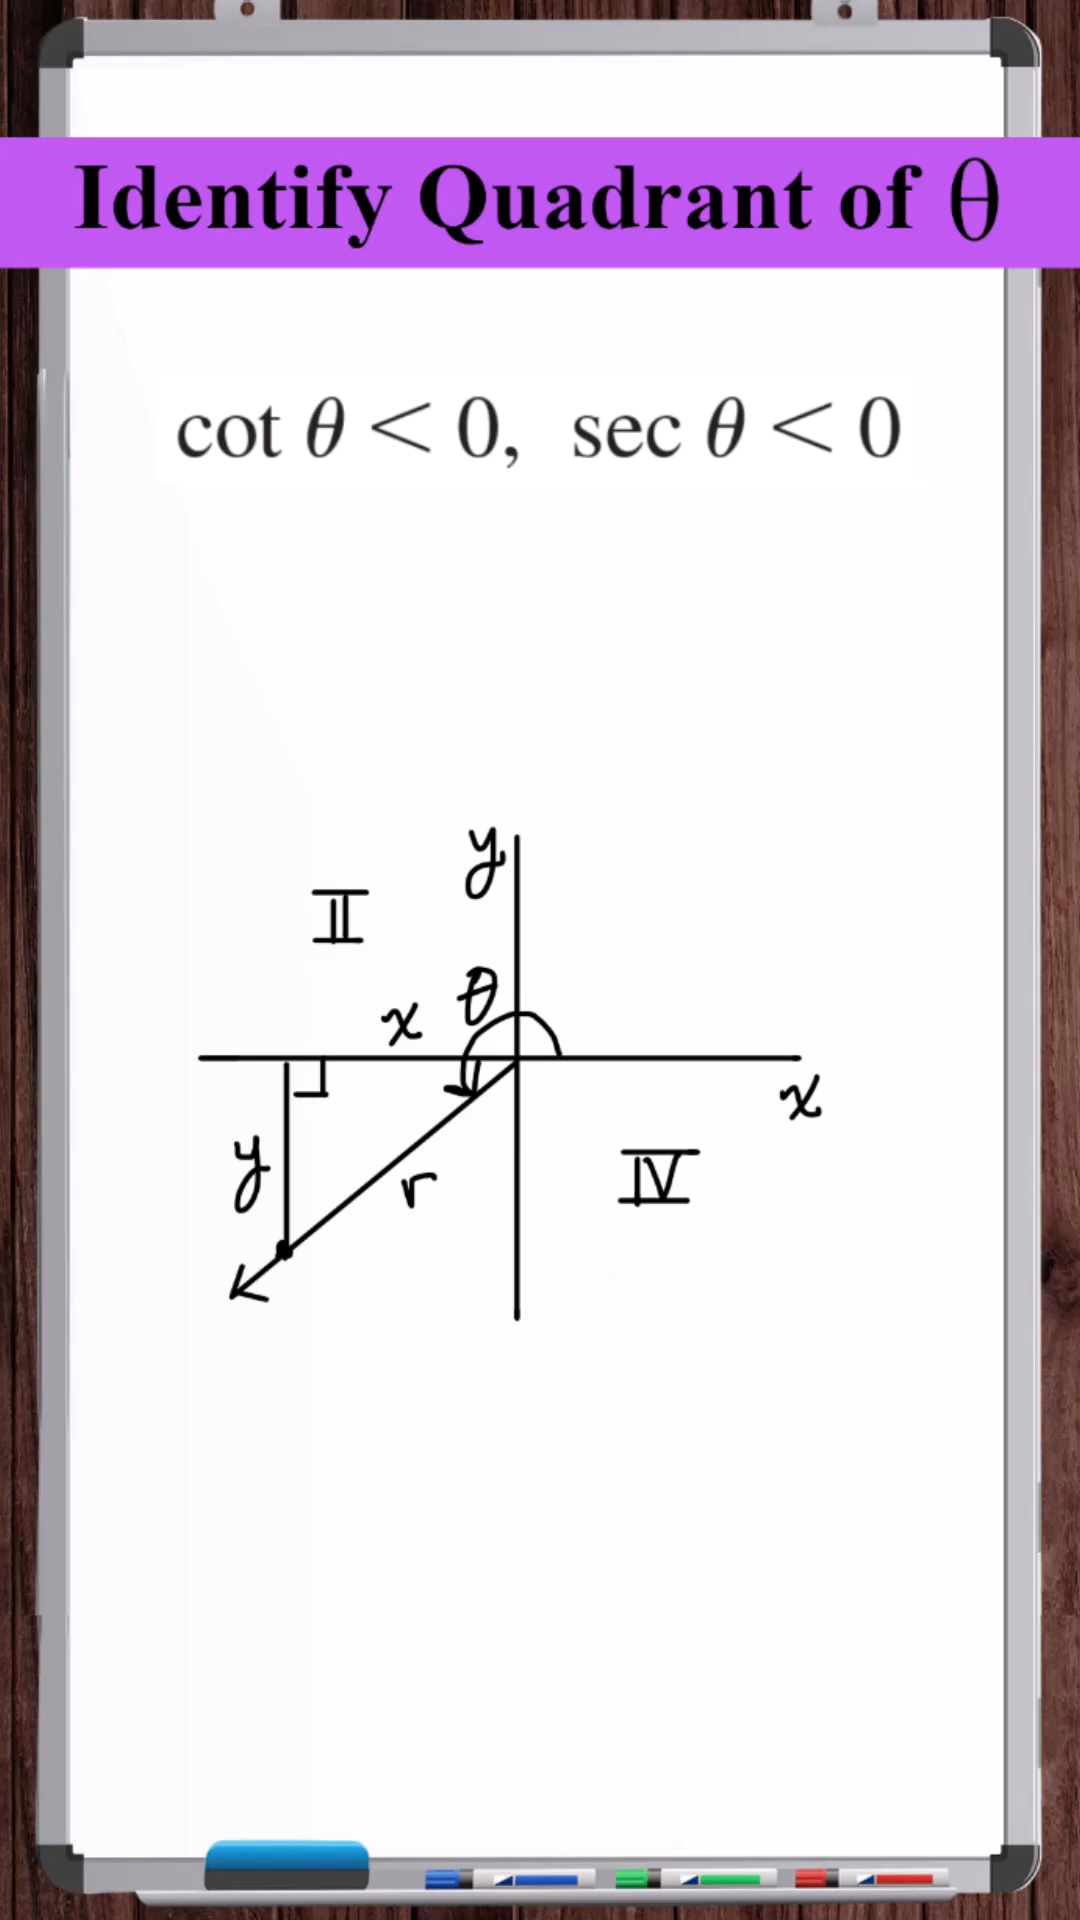 Identify Quadrant of θ
cot θ < 0, sec θ < 0
y
II
θ
x
x
y
r
IV